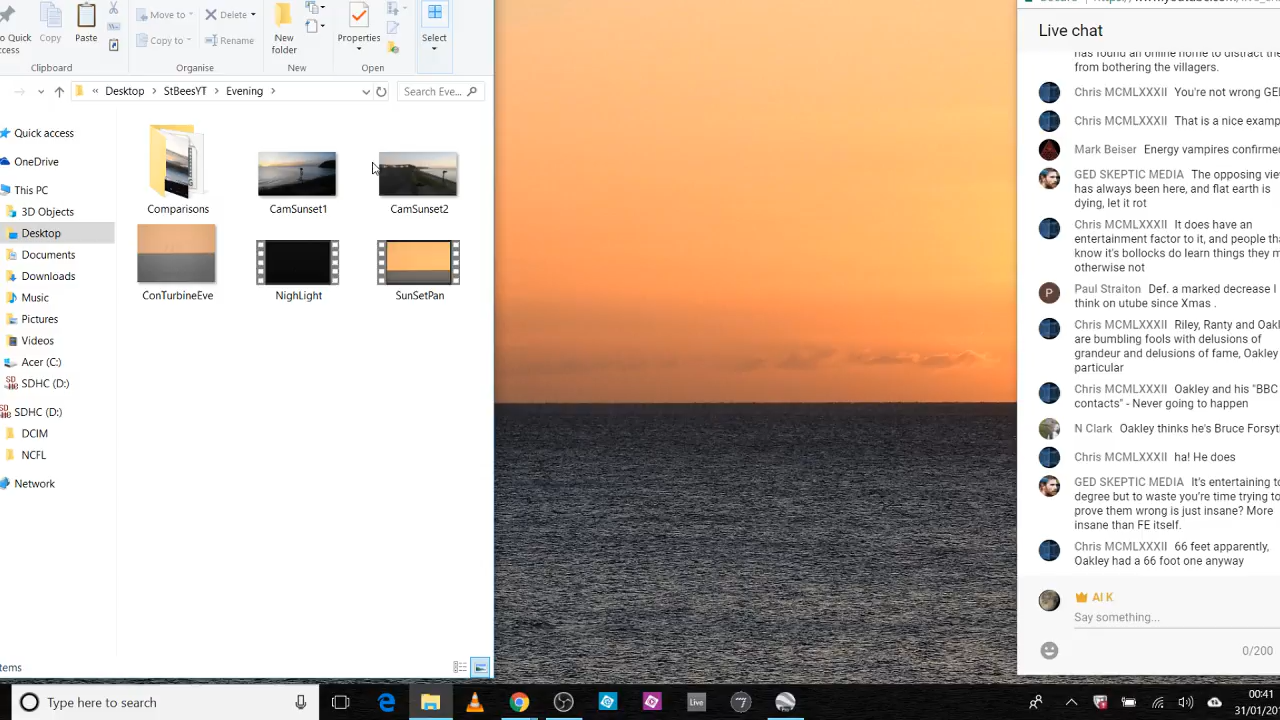 to Quick
access
Copy
Paste
Clipboard
Move to
Copy to
Delete
Rename
Organise
New
folder
New
Properties
Open
Select
« Desktop > StBeesYT > Evening >
Search Eve...
Quick access
OneDrive
This PC
3D Objects
Desktop
Documents
Downloads
Music
Pictures
Videos
Acer (C:)
SDHC (D:)
SDHC (D:)
DCIM
NCFL
Network
Comparisons
CamSunset1
CamSunset2
ConTurbineEve
NighLight
SunSetPan
Live chat
has found an online home to distract the
from bothering the villagers.
Chris MCMLXXXII You're not wrong GED
Chris MCMLXXXII That is a nice examp
Mark Beiser Energy vampires confirmed
GED SKEPTIC MEDIA The opposing vie
has always been here, and flat earth is
dying, let it rot
Chris MCMLXXXII It does have an
entertainment factor to it, and people tha
know it's bollocks do learn things they m
otherwise not
P
Paul Straiton Def. a marked decrease I
think on utube since Xmas .
Chris MCMLXXXII Riley, Ranty and Oakl
are bumbling fools with delusions of
grandeur and delusions of fame, Oakley
particular
Chris MCMLXXXII Oakley and his "BBC
contacts" - Never going to happen
N Clark Oakley thinks he's Bruce Forsyt
Chris MCMLXXXII ha! He does
GED SKEPTIC MEDIA It's entertaining to
degree but to waste you're time trying to
prove them wrong is just insane? More
insane than FE itself.
Chris MCMLXXXII 66 feet apparently,
Oakley had a 66 foot one anyway
Al K.
Say something...
0/200
tems
Type here to search
Live
00:41
31/01/20